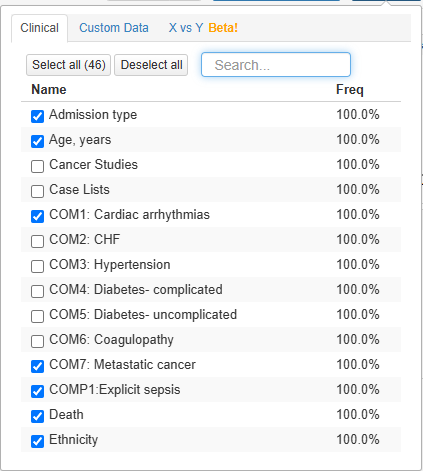 Clinical Custom Data X vs Y Beta!
Select all (46) Deselect all Search...
Name Freq
Admission type 100.0%
Age, years 100.0%
Cancer Studies 100.0%
Case Lists 100.0%
COM1: Cardiac arrhythmias 100.0%
COM2: CHF 100.0%
COM3: Hypertension 100.0%
COM4: Diabetes- complicated 100.0%
COM5: Diabetes- uncomplicated 100.0%
COM6: Coagulopathy 100.0%
COM7: Metastatic cancer 100.0%
COMP1:Explicit sepsis 100.0%
Death 100.0%
Ethnicity 100.0%